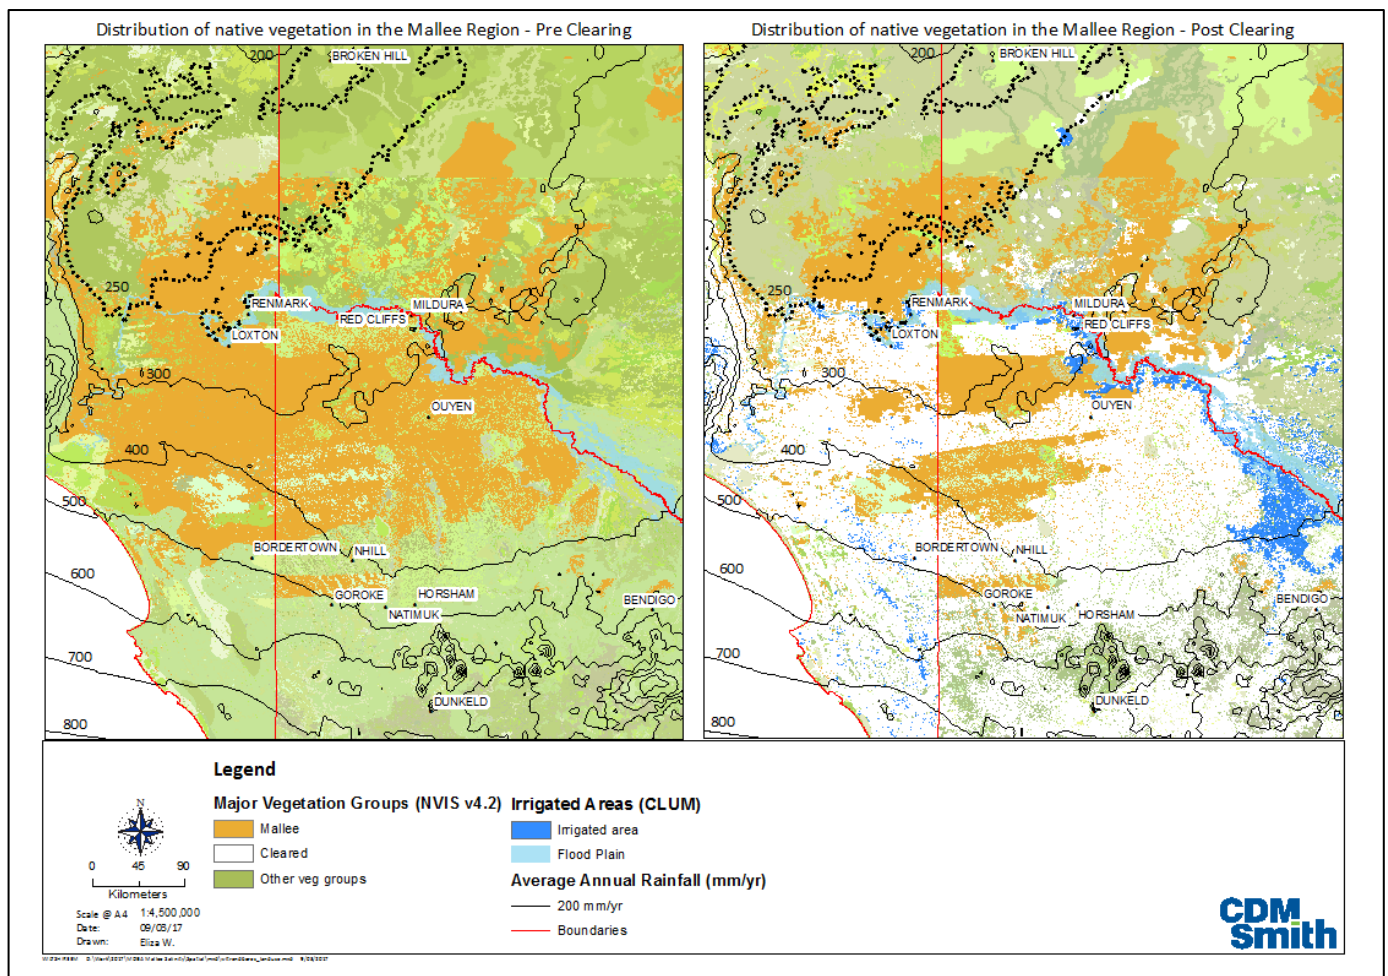 Distribution of native vegetation in the Mallee Region - Pre Clearing
200
BROKEN HILL
250
RENMARK
MILDURA
RED CLIFFS
LOXTON
300
OUYEN
400
500
BORDERTOWN
NHILL
600
GOROKE
HORSHAM
NATIMUK
BENDIGO
700
DUNKELD
800
Distribution of native vegetation in the Mallee Region - Post Clearing
200
BROKEN HILL
250
RENMARK
MILDURA
RED CLIFFS
LOXTON
300
OUYEN
400
500
BORDERTOWN
NHILL
600
GOROKE
BENDIGO
NATIMUK
HORSHAM
700
DUNKELD
800
Legend
Major Vegetation Groups (NVIS v4.2)
Mallee
Cleared
Other veg groups
Irrigated Areas (CLUM)
Irrigated area
Flood Plain
Average Annual Rainfall (mm/yr)
200 mm/yr
Boundaries
N
0 45 90
Kilometers
Scale @ A4 1:4,500,000
Date: 09/03/17
Drawn: Eliza W.
CDM
Smith